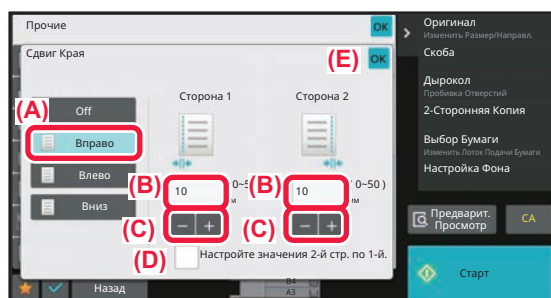 Прочие
OK
Сдвиг Края
(E)
OK
(A)
Off
Вправо
Влево
Вниз
Сторона 1
Сторона 2
(B)
10
0~5
м
(B)
10
( 0~50 )
мм
(C)
− +
(C)
− +
(D)
Настройте значения 2-й стр. по 1-й.
Назад
B4
A3
Оригинал
Изменить Размер/Направл.
Скоба
Дырокол
Пробивка Отверстий
2-Сторонняя Копия
Выбор Бумаги
Изменить Лоток Подачи Бумаги
Настройка Фона
Предварит.
Просмотр
CA
Старт